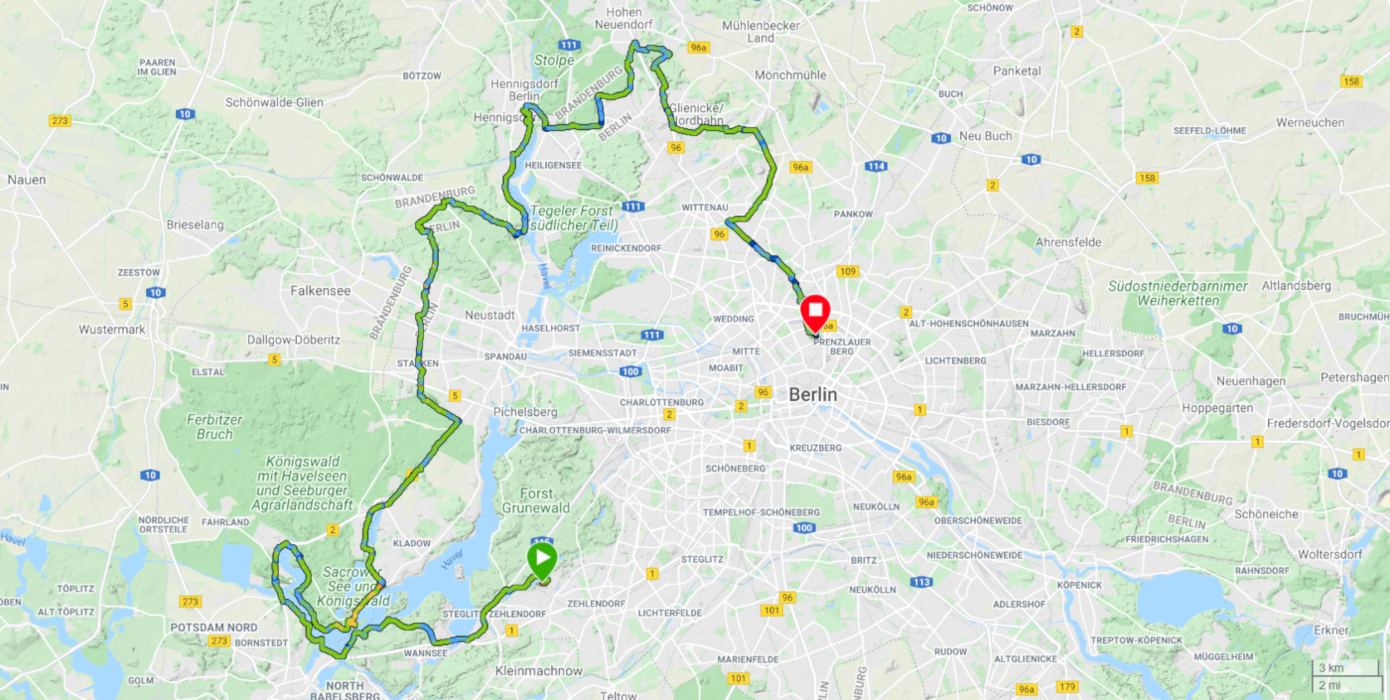 SCHÖNOW
Hohen
Neuendorf
Mühlenbecker
Land
2
111
96a
PAAREN
IM GLIEN
Stolpe
BÖTZOW
Mönchmühle
Panketal
158
Hennigsdorf
Berlin
BRANDENBURG
BERLIN
BUCH
Schönwalde-Glien
Glienicke/
Nordbahn
273
10
Werneuchen
SEEFELD-LÖHME
10
Neu Buch
96
10
HEILIGENSEE
96a
114
Nauen
SCHÖNWALDE
158
2
BRANDENBURG
111
WITTENAU
PANKOW
Tegeler Forst
(südlicher Teil)
Brieselang
96
Ahrensfelde
REINICKENDORF
ZEESTOW
109
Havel
BRANDENBURG
Falkensee
10
Südostniederbarnimer
Weiherketten
Altlandsberg
5
Neustadt
WEDDING
2
ALT-HOHENSCHÖNHAUSEN
BRUCHMÜH
Wustermark
HASELHORST
111
MARZAHN
10
Dallgow-Döberitz
PRENZLAUER
BERG
SPANDAU
SIEMENSSTADT
MITTE
HELLERSDORF
5
LICHTENBERG
ELSTAL
100
MOABIT
Neuenhagen
Petershagen
MARZAHN-HELLERSDORF
5
96
Berlin
CHARLOTTENBURG
2
2
1
Hoppegarten
Pichelsberg
Ferbitzer
Bruch
BIESDORF
Fredersdorf-Vogelsdor
CHARLOTTENBURG-WILMERSDORF
1
1
1
1
KREUZBERG
Königswald
mit Havelseen
und Seeburger
Agrarlandschaft
SCHÖNEBERG
10
96a
10
BRANDENBURG
Forst
Grunewald
NEUKÖLLN
96a
TEMPELHOF-SCHÖNEBERG
Schöneiche
NÖRDLICHE
ORTSTEILE
FAHRLAND
BERLIN
OBERSCHÖNEWEIDE
100
2
Havel
FRIEDRICHSHAGEN
KLADOW
Havel
NIEDERSCHÖNEWEIDE
Woltersdorf
STEGLITZ
BRITZ
RAHNSDORF
1
113
KÖPENICK
Sacrower
See und
Königswald
TÖPLITZ
NEUKÖLLN
273
96
ZEHLENDORF
ADLERSHOF
ALT TÖPLITZ
101
LICHTERFELDE
STEGLITZ-ZEHLENDORF
POTSDAM NORD
1
Erkner
273
BORNSTEDT
TREPTOW-KÖPENICK
WANNSEE
RUDOW
MÜGGELHEIM
MARIENFELDE
ALTGLIENICKE
Kleinmachnow
GOLM
101
3 km
NORTH
BABELSBERG
96a
179
2 mi
Teltow
BERLIN
BRANDENBURG